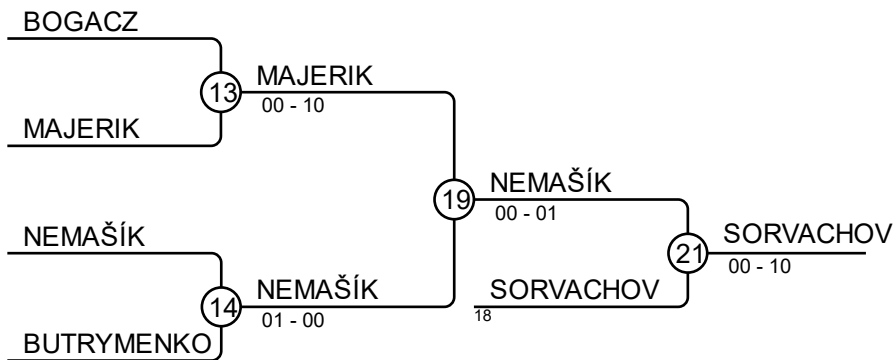 BOGACZ
13
MAJERIK
00 - 10
MAJERIK
19
NEMAŠÍK
00 - 01
21
SORVACHOV
00 - 10
NEMAŠÍK
14
NEMAŠÍK
01 - 00
SORVACHOV
18
BUTRYMENKO